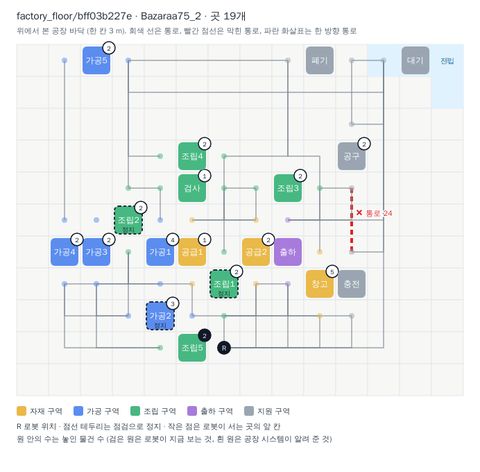 factory_floor/bff03b227e · Bazaraa75_2 · 곳 19개
위에서 본 공장 바닥 (한 칸 3 m). 회색 선은 통로, 빨간 점선은 막힌 통로, 파란 화살표는 한 방향 통로
가공5 2
폐기
대기
전립
조립4 2
공구 2
검사 1
조립3 2
조립2 2
정지
✕ 통로 24
가공4 2
가공3 2
가공1 4
공급1 1
공급2 2
출하
조립1 2
정지
창고 5
충전
가공2 3
정지
조립5 2
R
자재 구역
가공 구역
조립 구역
출하 구역
지원 구역
R 로봇 위치 · 점선 테두리는 점검으로 정지 · 작은 점은 로봇이 서는 곳의 앞 칸
원 안의 수는 놓인 물건 수 (검은 원은 로봇이 지금 보는 것, 흰 원은 공장 시스템이 알려 준 것)